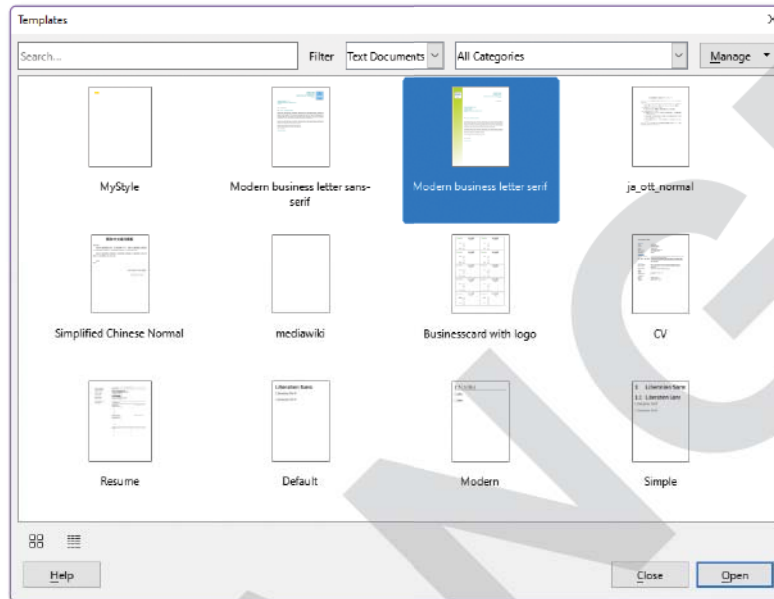 Templates
Search...
Filter
Text Documents
All Categories
Manage
MyStyle
Modern business letter sans-
serif
Modern business letter serif
ja_ott_normal
Simplified Chinese Normal
mediawiki
Businesscard with logo
CV
Resume
Default
Modern
Simple
Help
Close
Open